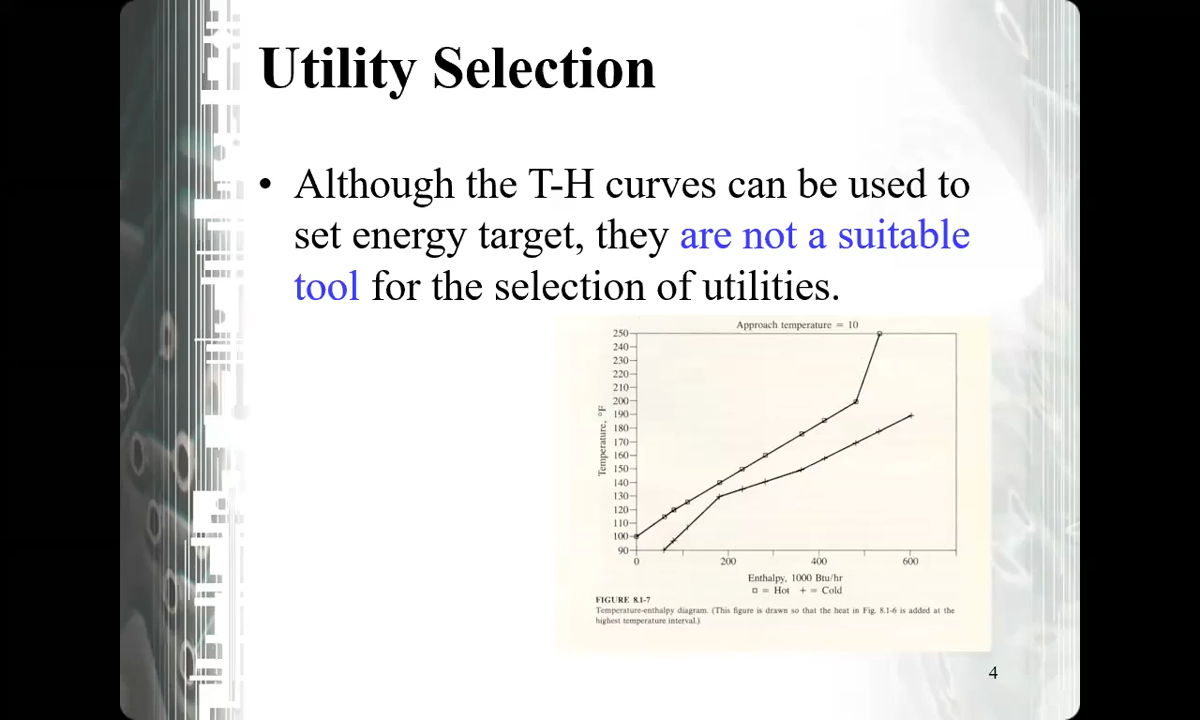 Utility Selection
• Although the T-H curves can be used to
set energy target, they are not a suitable
tool for the selection of utilities.
Approach temperature = 10
250
240
230
220
210
200
190
180
170
160
150
140
130
120
110
100
90
Temperature, °F
0 200 400 600
Enthalpy, 1000 Btu/hr
□ = Hot + = Cold
FIGURE 8.1-7
Temperature-enthalpy diagram. (This figure is drawn so that the heat in Fig. 8.1-6 is added at the
highest temperature interval.)
4